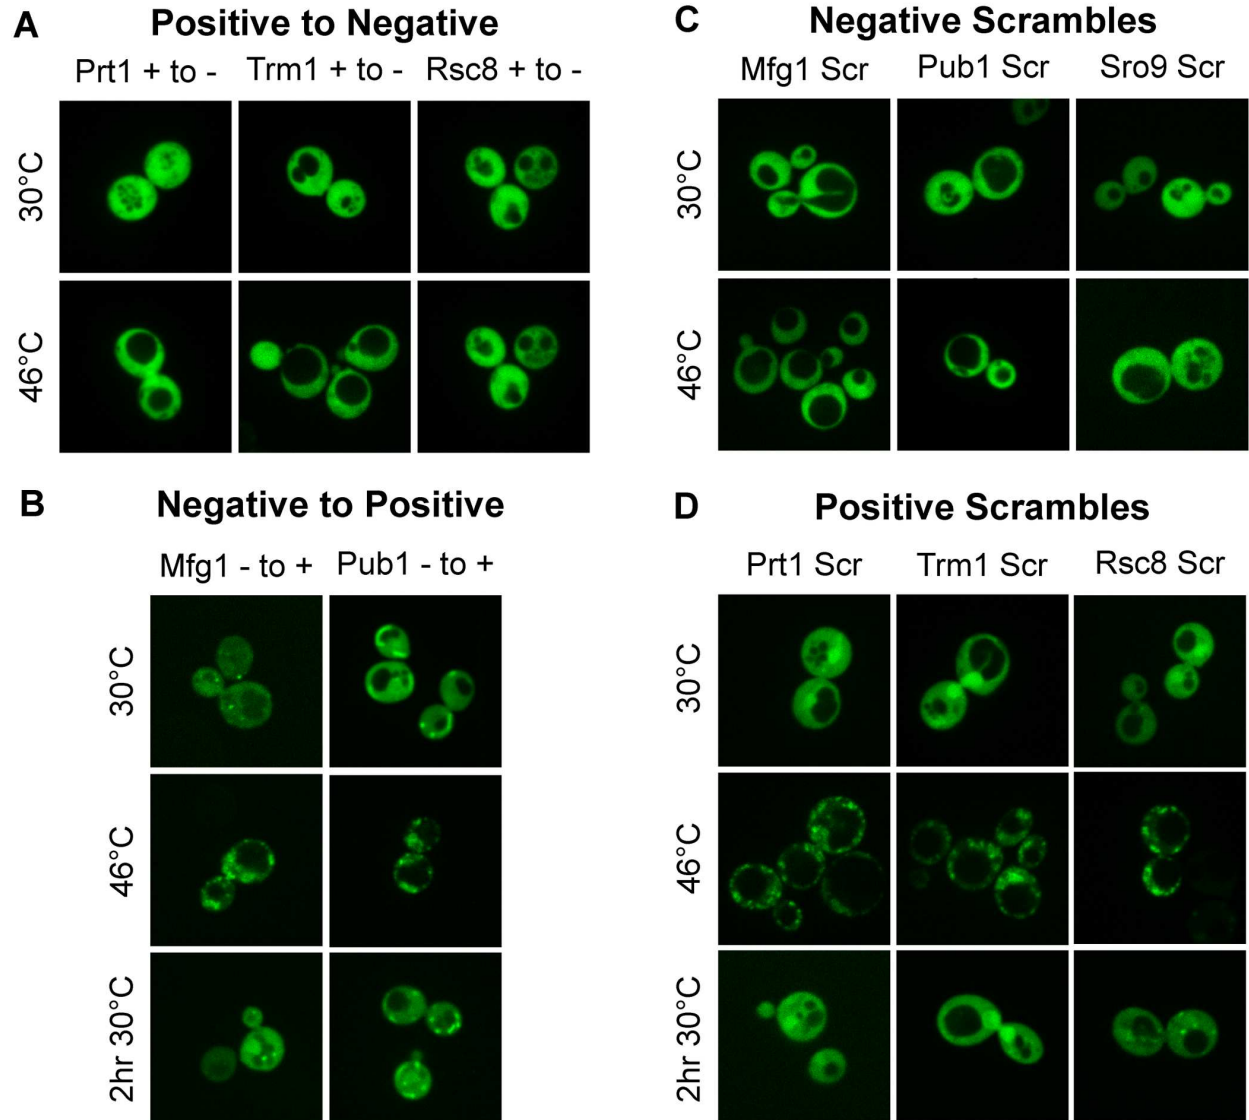 A
Positive to Negative
Prt1 + to - Trm1 + to - Rsc8 + to -
30°C
46°C
B
Negative to Positive
Mfg1 - to + Pub1 - to +
30°C
46°C
2hr 30°C
C
Negative Scrambles
Mfg1 Scr Pub1 Scr Sro9 Scr
30°C
46°C
D
Positive Scrambles
Prt1 Scr Trm1 Scr Rsc8 Scr
30°C
46°C
2hr 30°C